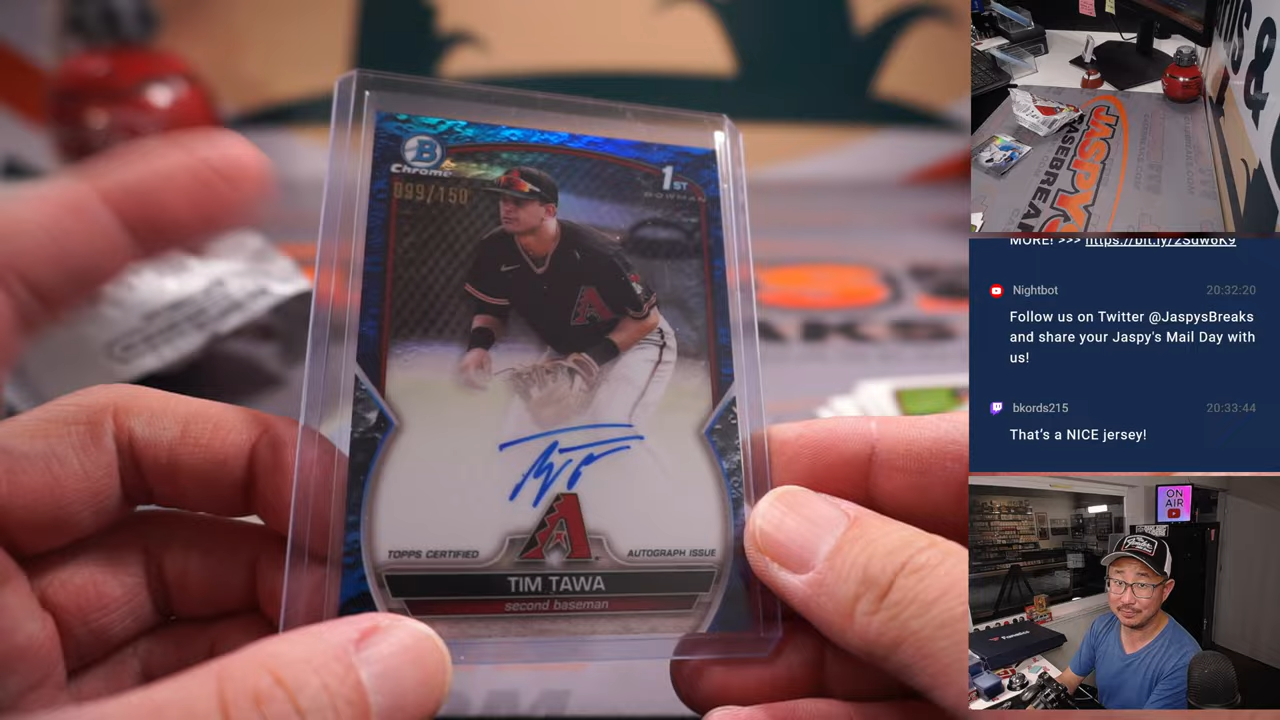 B
Chrome
099/150
1ST
BOWMAN
A
TOPPS CERTIFIED
AUTOGRAPH ISSUE
TIM TAWA
second baseman
JASPY'S
CASEBREAK
MORE! >>> https://bit.ly/2Sdw6K9
Nightbot
20:32:20
Follow us on Twitter @JaspysBreaks
and share your Jaspy's Mail Day with
us!
bkords215
20:33:44
That's a NICE jersey!
ON
AIR